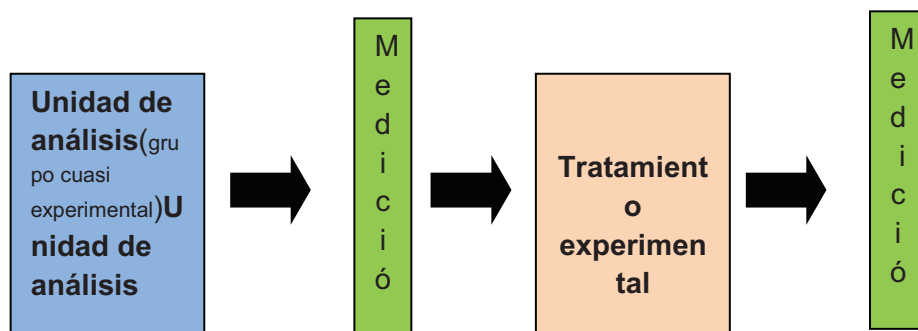 Unidad de
análisis(gru
po cuasi
experimental)U
nidad de
análisis
M
e
d
i
c
i
ó
Tratamient
o
experimen
tal
M
e
d
i
c
i
ó